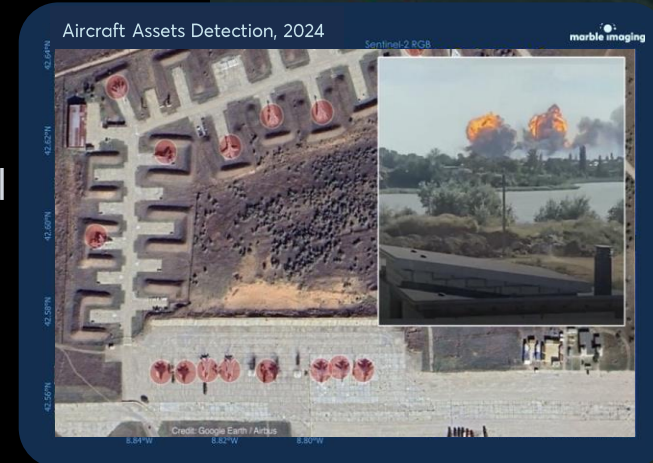 Aircraft Assets Detection, 2024
marble imaging
Sentinel-2 RGB
42.64°N
42.62°N
42.60°N
42.58°N
42.56°N
Credit: Google Earth / Airbus
8.84°W
8.82°W
8.80°W